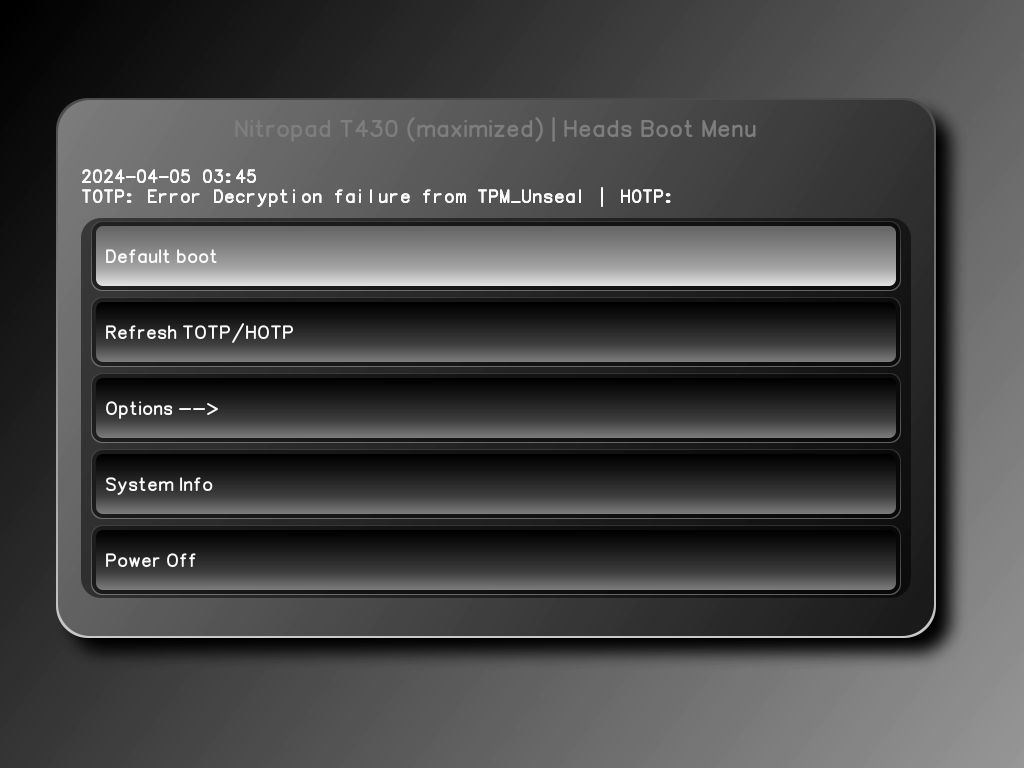 Nitropad T430 (maximized) | Heads Boot Menu
2024-04-05 03:45
TOTP: Error Decryption failure from TPM_Unseal | HOTP:
Default boot
Refresh TOTP/HOTP
Options -->
System Info
Power Off